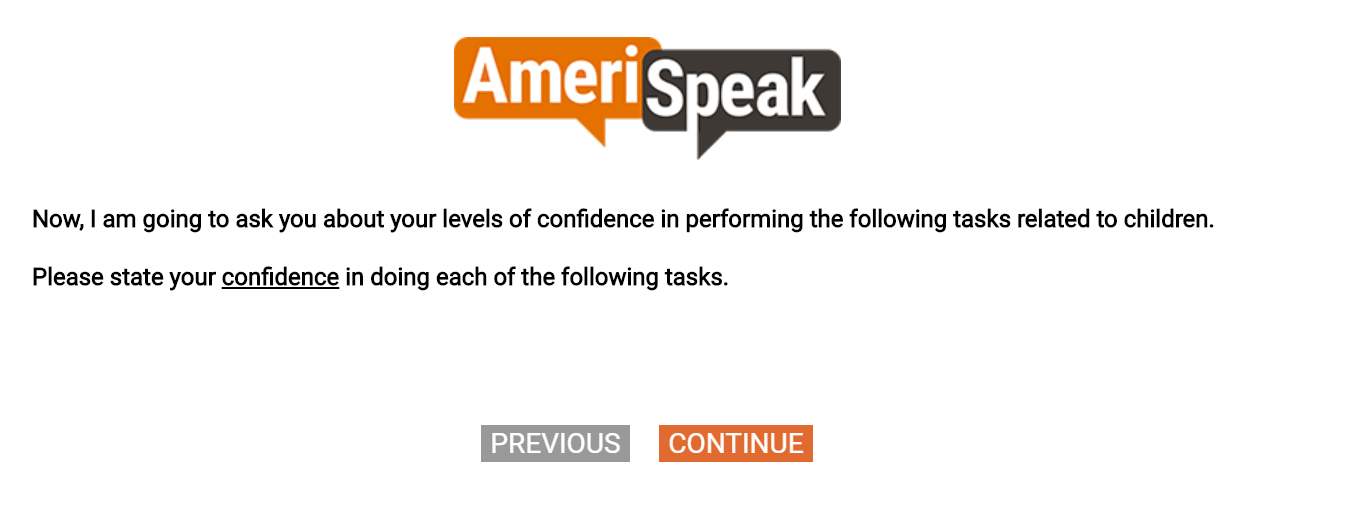 AmeriSpeak
Now, I am going to ask you about your levels of confidence in performing the following tasks related to children.
Please state your confidence in doing each of the following tasks.
PREVIOUS CONTINUE